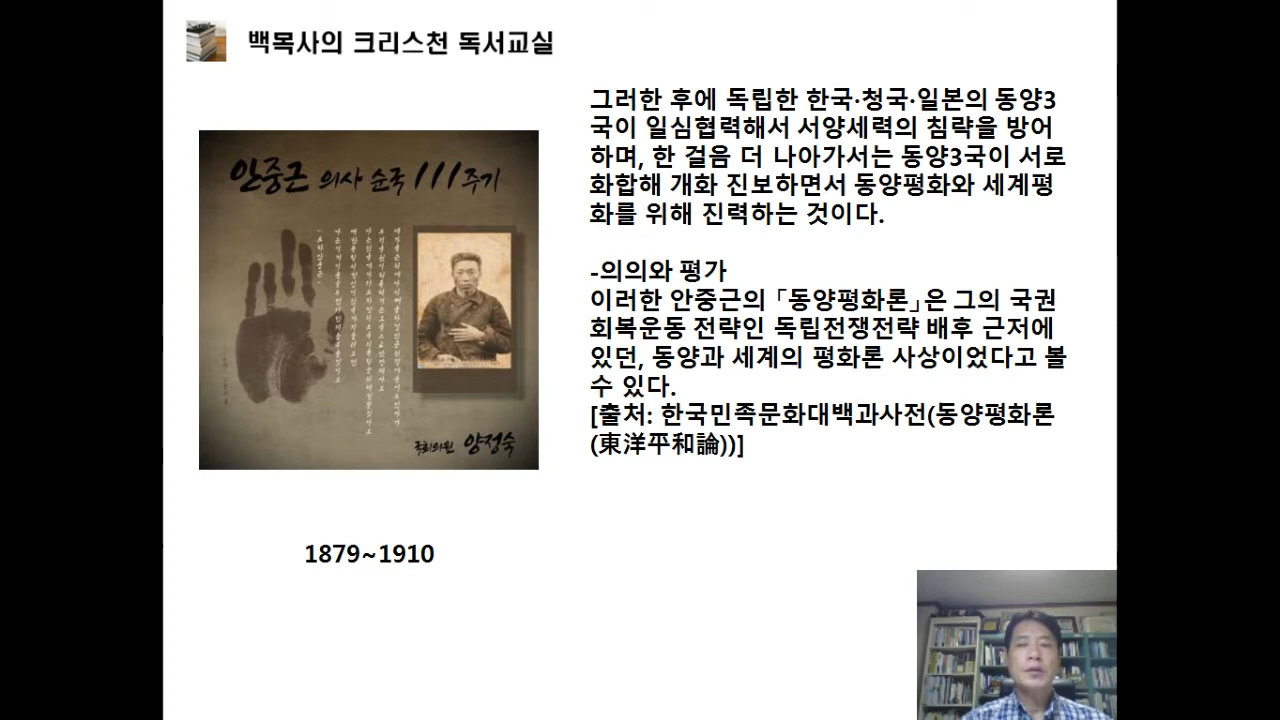 백목사의 크리스천 독서교실
안중근 의사 순국 111주기
국회의원 양정숙
1879~1910
그러한 후에 독립한 한국·청국·일본의 동양3
국이 일심협력해서 서양세력의 침략을 방어
하며, 한 걸음 더 나아가서는 동양3국이 서로
화합해 개화 진보하면서 동양평화와 세계평
화를 위해 진력하는 것이다.
-의의와 평가
이러한 안중근의 「동양평화론」은 그의 국권
회복운동 전략인 독립전쟁전략 배후 근저에
있던, 동양과 세계의 평화론 사상이었다고 볼
수 있다.
[출처: 한국민족문화대백과사전(동양평화론
(東洋平和論))]